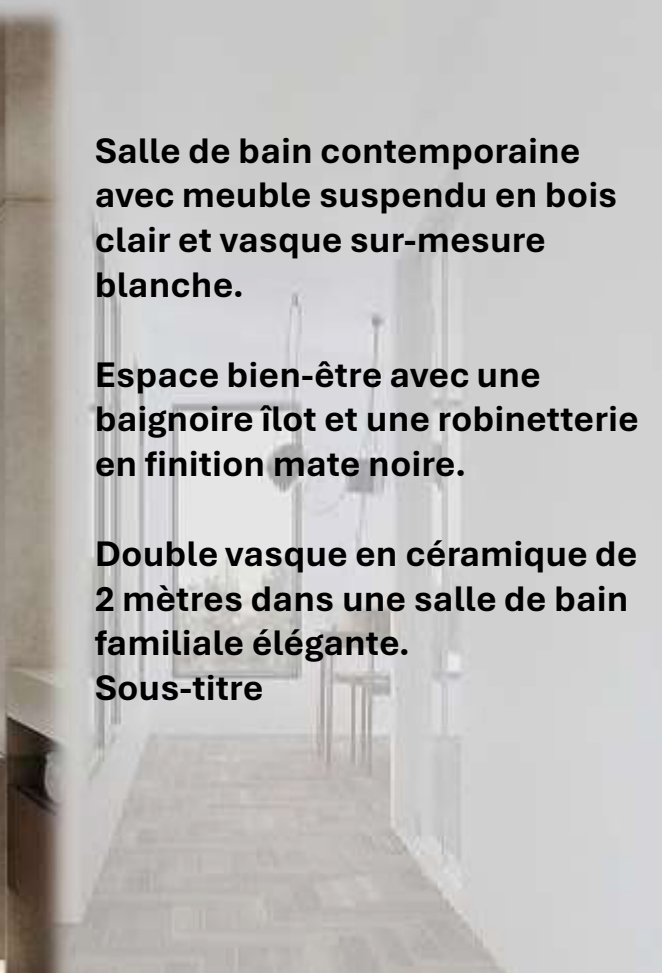 Salle de bain contemporaine
avec meuble suspendu en bois
clair et vasque sur-mesure
blanche.
Espace bien-être avec une
baignoire îlot et une robinetterie
en finition mate noire.
Double vasque en céramique de
2 mètres dans une salle de bain
familiale élégante.
Sous-titre